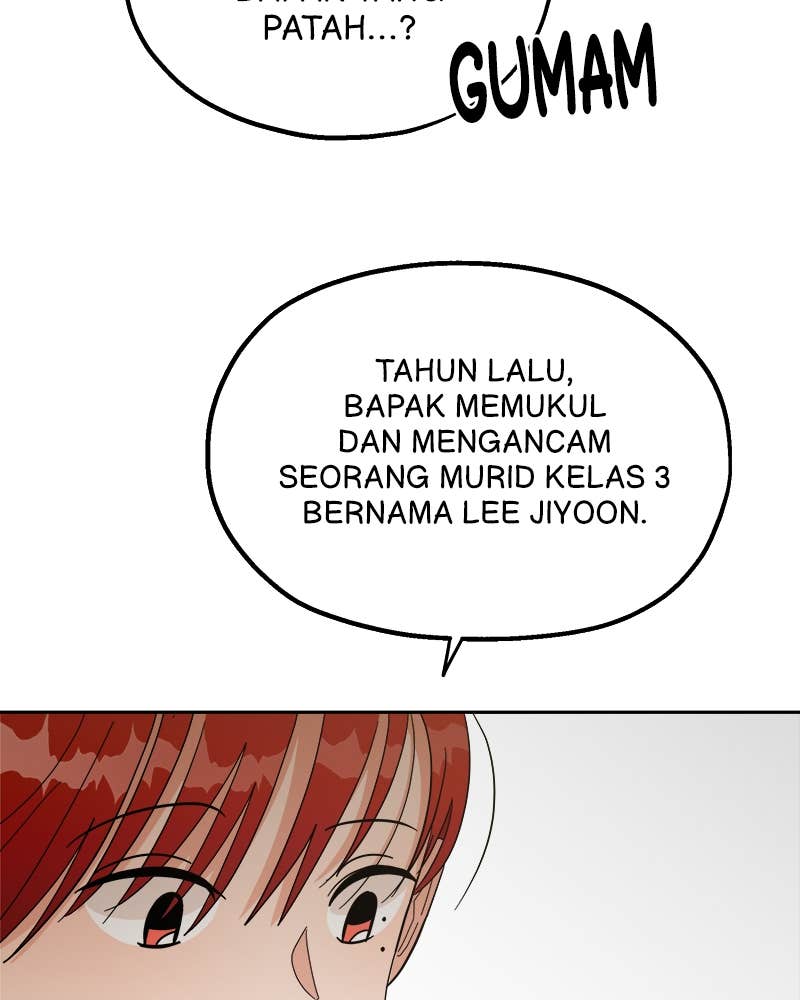 PATAH...?
GUMAM
TAHUN LALU,
BAPAK MEMUKUL
DAN MENGANCAM
SEORANG MURID KELAS 3
BERNAMA LEE JIYOON.